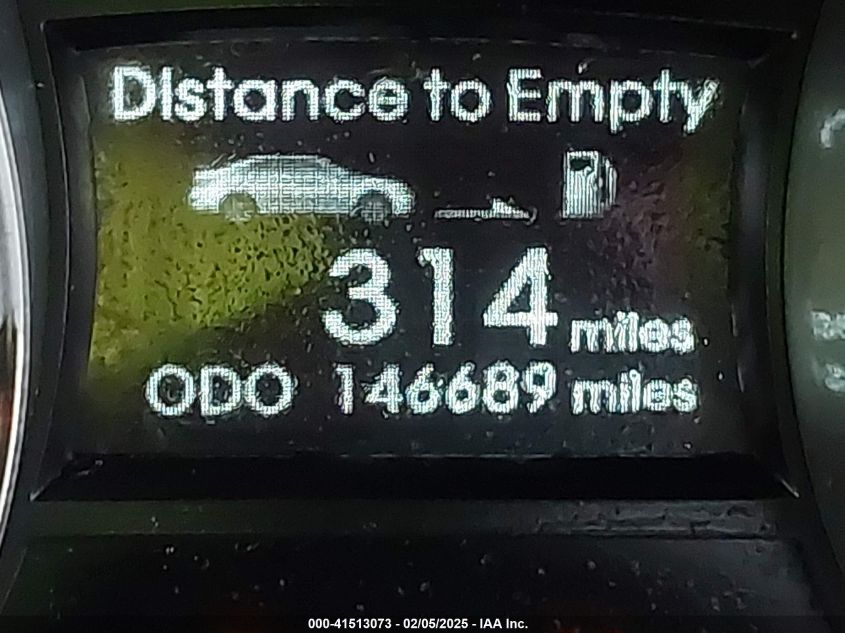 Distance to Empty
314 miles
ODO 146689 miles
000-41513073 - 02/05/2025 - IAA Inc.